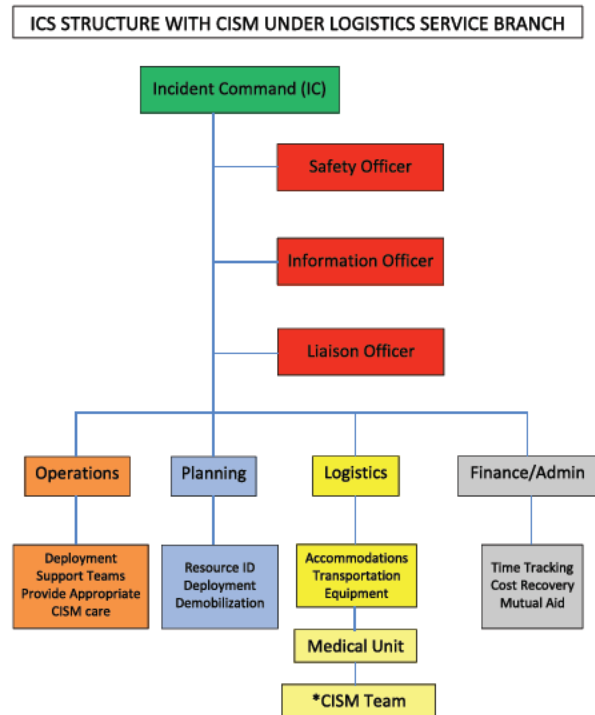 ICS STRUCTURE WITH CISM UNDER LOGISTICS SERVICE BRANCH
Incident Command (IC)
Safety Officer
Information Officer
Liaison Officer
Operations
Planning
Logistics
Finance/Admin
Deployment
Support Teams
Provide Appropriate
CISM care
Resource ID
Deployment
Demobilization
Accommodations
Transportation
Equipment
Time Tracking
Cost Recovery
Mutual Aid
Medical Unit
*CISM Team